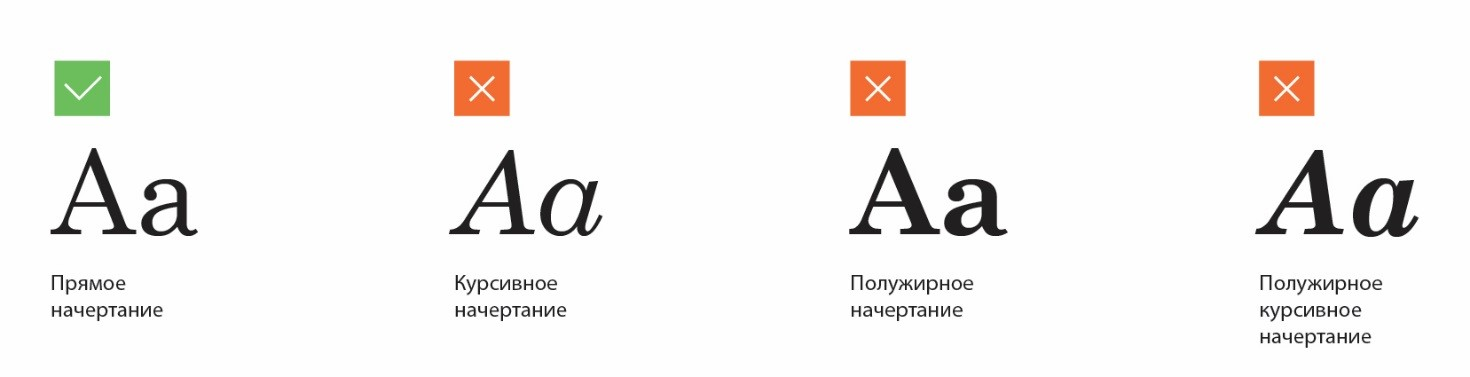 Aa
Прямое
начертание
Aa
Курсивное
начертание
Aa
Полужирное
начертание
Aa
Полужирное
курсивное
начертание